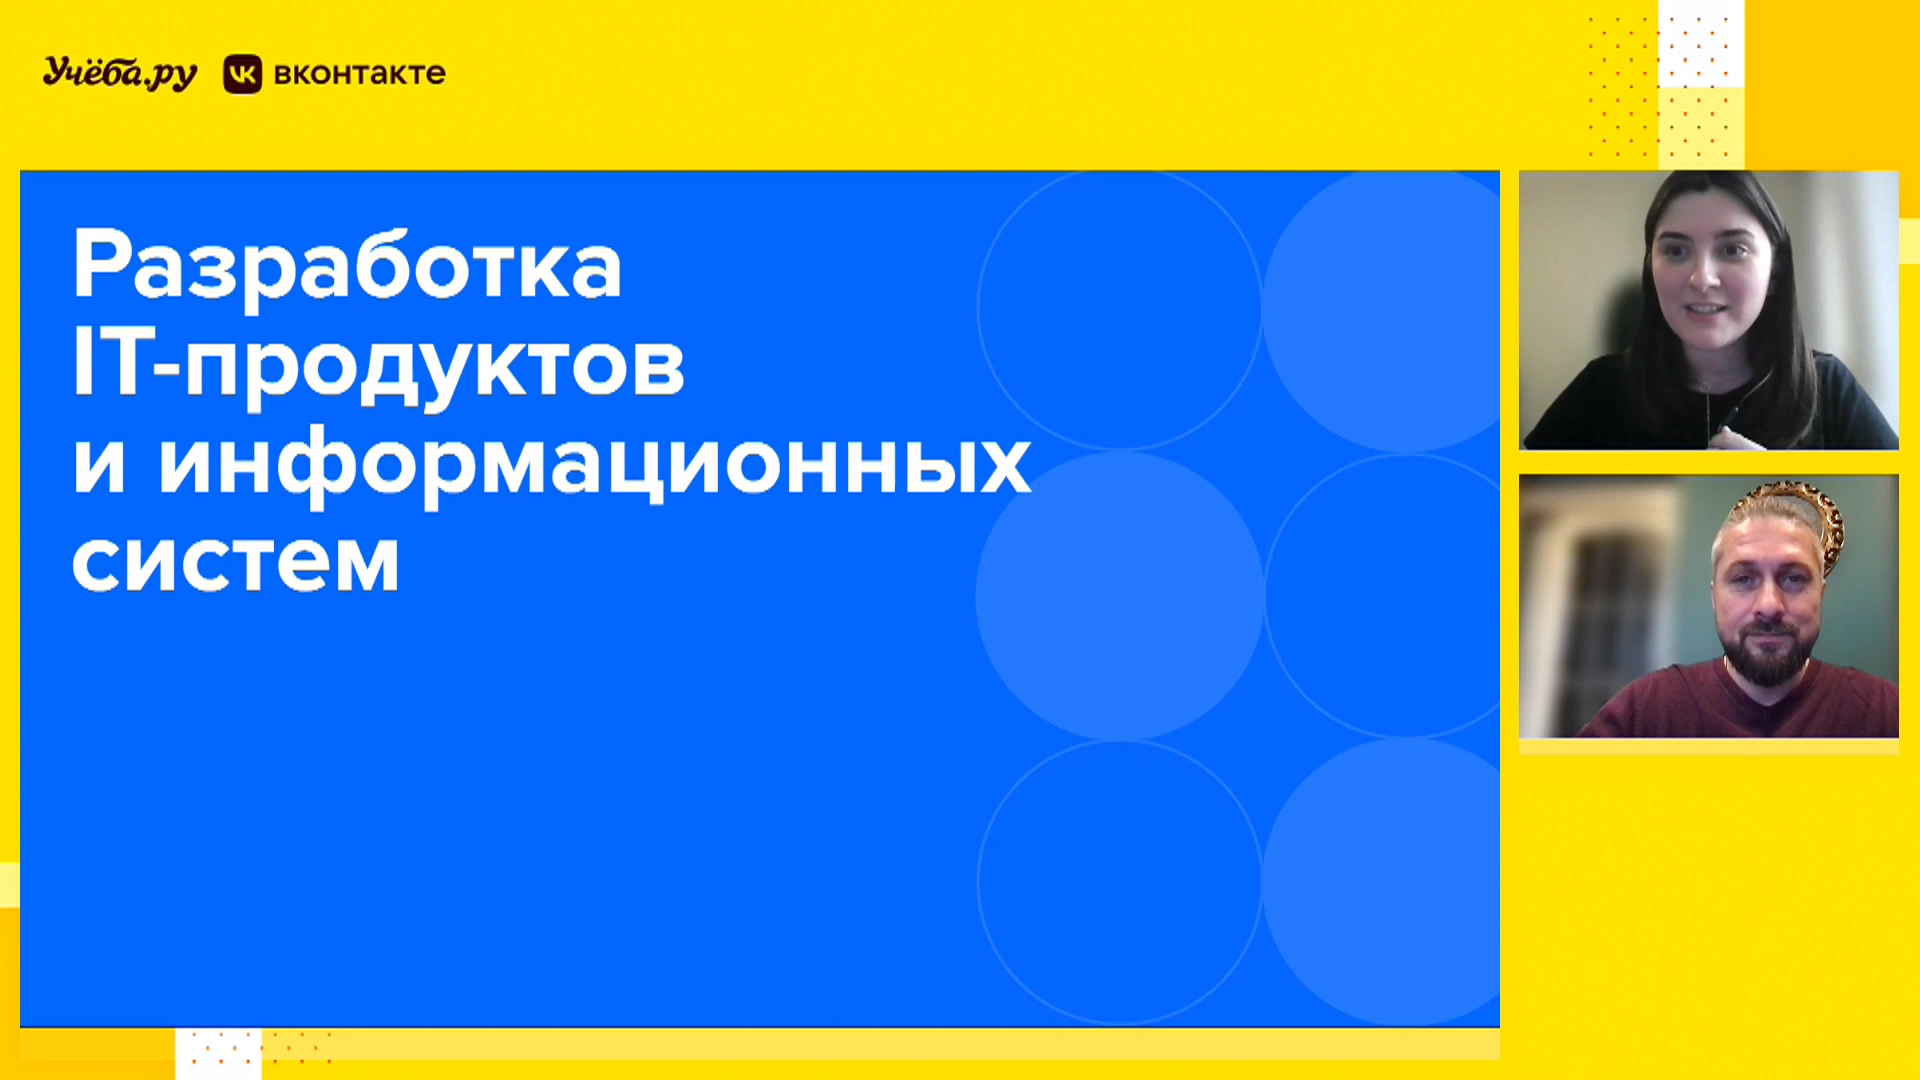 Учёба.ру
вконтакте
Разработка
IT-продуктов
и информационных
систем